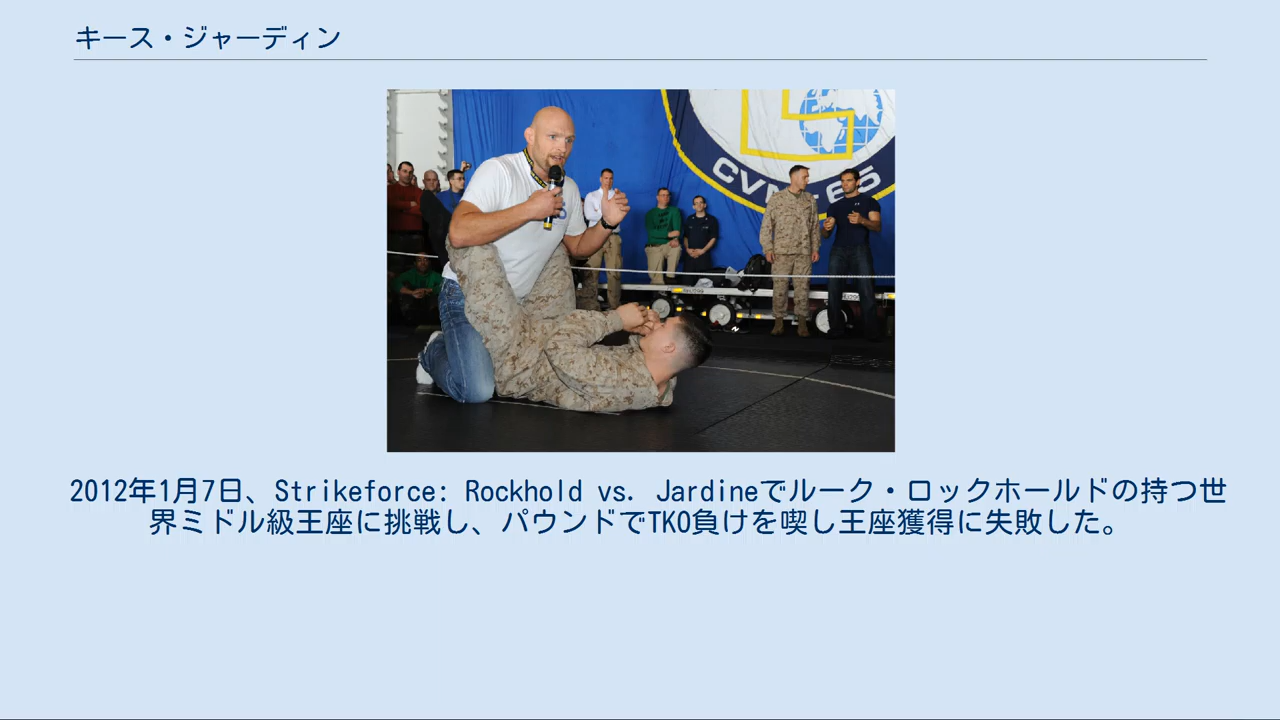 キース・ジャーディン
CVN-65
2012年1月7日、Strikeforce: Rockhold vs. Jardineでルーク・ロックホールドの持つ世
界ミドル級王座に挑戦し、パウンドでTKO負けを喫し王座獲得に失敗した。